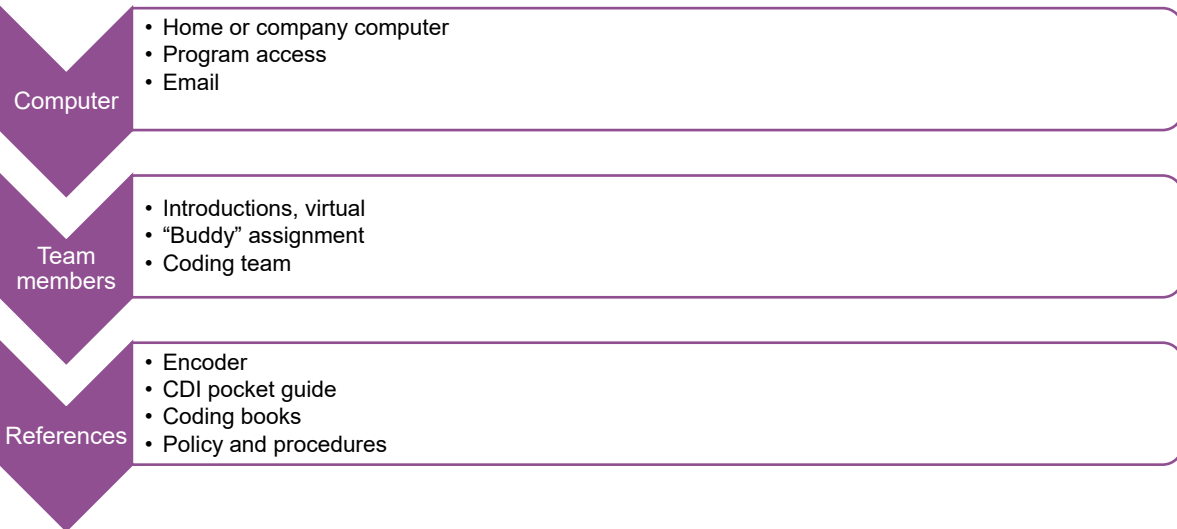 Computer
• Home or company computer
• Program access
• Email
Team
members
• Introductions, virtual
• “Buddy” assignment
• Coding team
References
• Encoder
• CDI pocket guide
• Coding books
• Policy and procedures